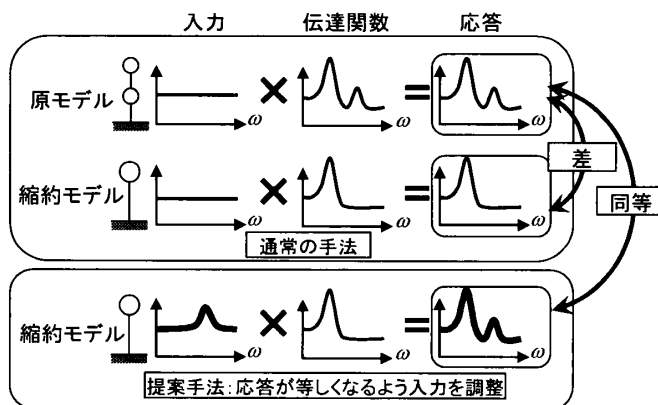 入力
伝達関数
応答
原モデル
ω
×
ω
=
ω
差
同等
縮約モデル
ω
×
ω
=
ω
通常の手法
縮約モデル
ω
×
ω
=
ω
提案手法:応答が等しくなるよう入力を調整